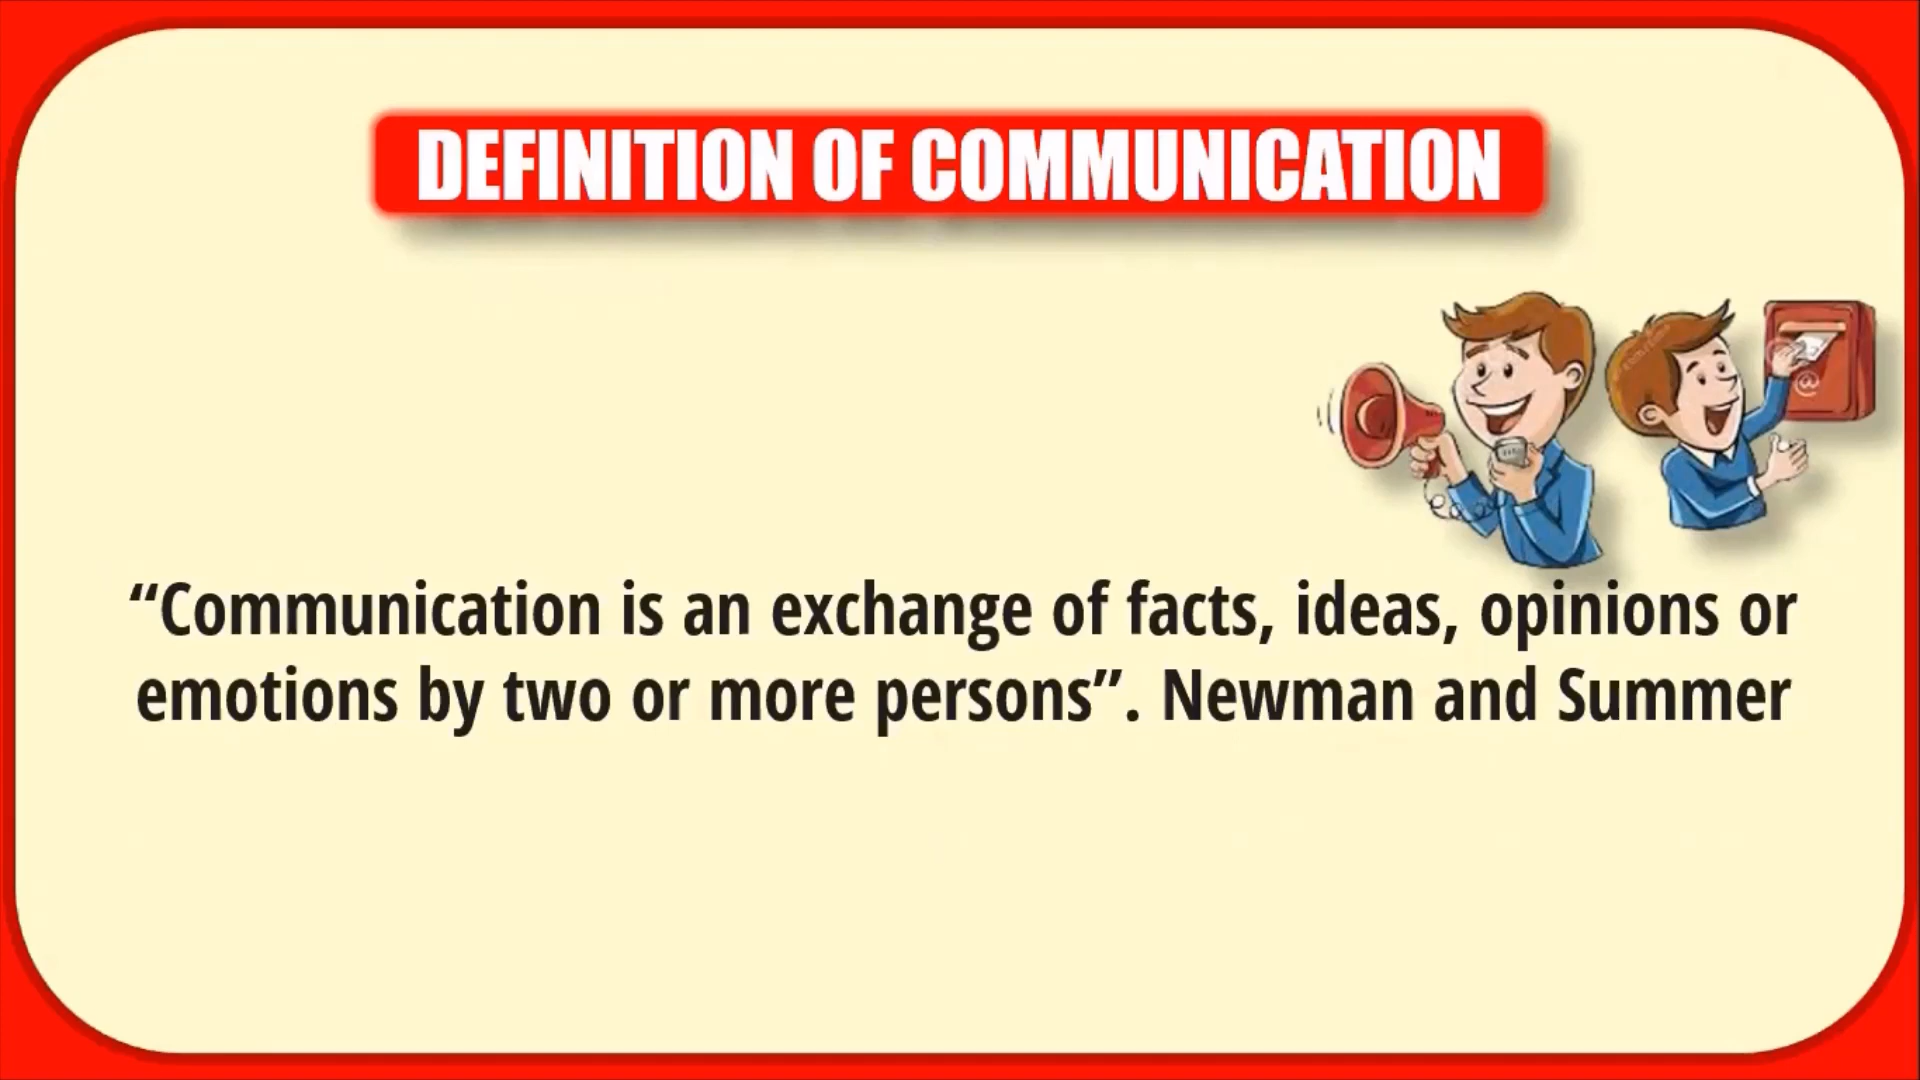 DEFINITION OF COMMUNICATION
@
“Communication is an exchange of facts, ideas, opinions or
emotions by two or more persons”. Newman and Summer